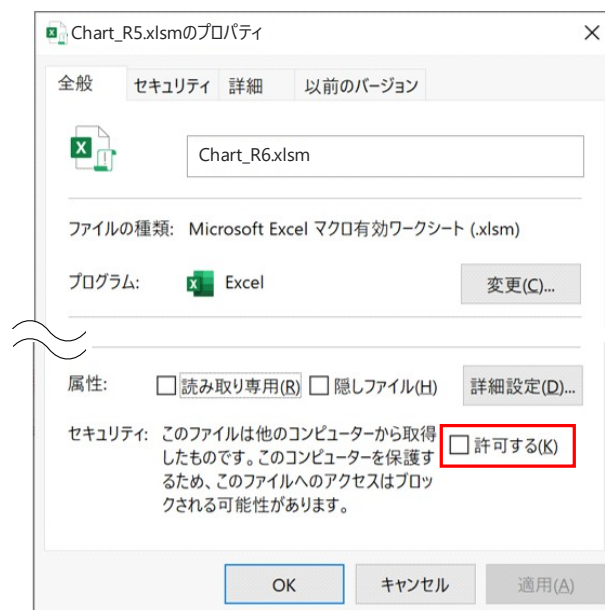 Chart_R5.xlsmのプロパティ
全般 セキュリティ 詳細 以前のバージョン
Chart_R6.xlsm
ファイルの種類: Microsoft Excel マクロ有効ワークシート (.xlsm)
プログラム: Excel 変更(C)...
属性: 読み取り専用(R) 隠しファイル(H) 詳細設定(D)...
セキュリティ: このファイルは他のコンピューターから取得
したものです。このコンピューターを保護す
るため、このファイルへのアクセスはブロッ
クされる可能性があります。
許可する(K)
OK キャンセル 適用(A)